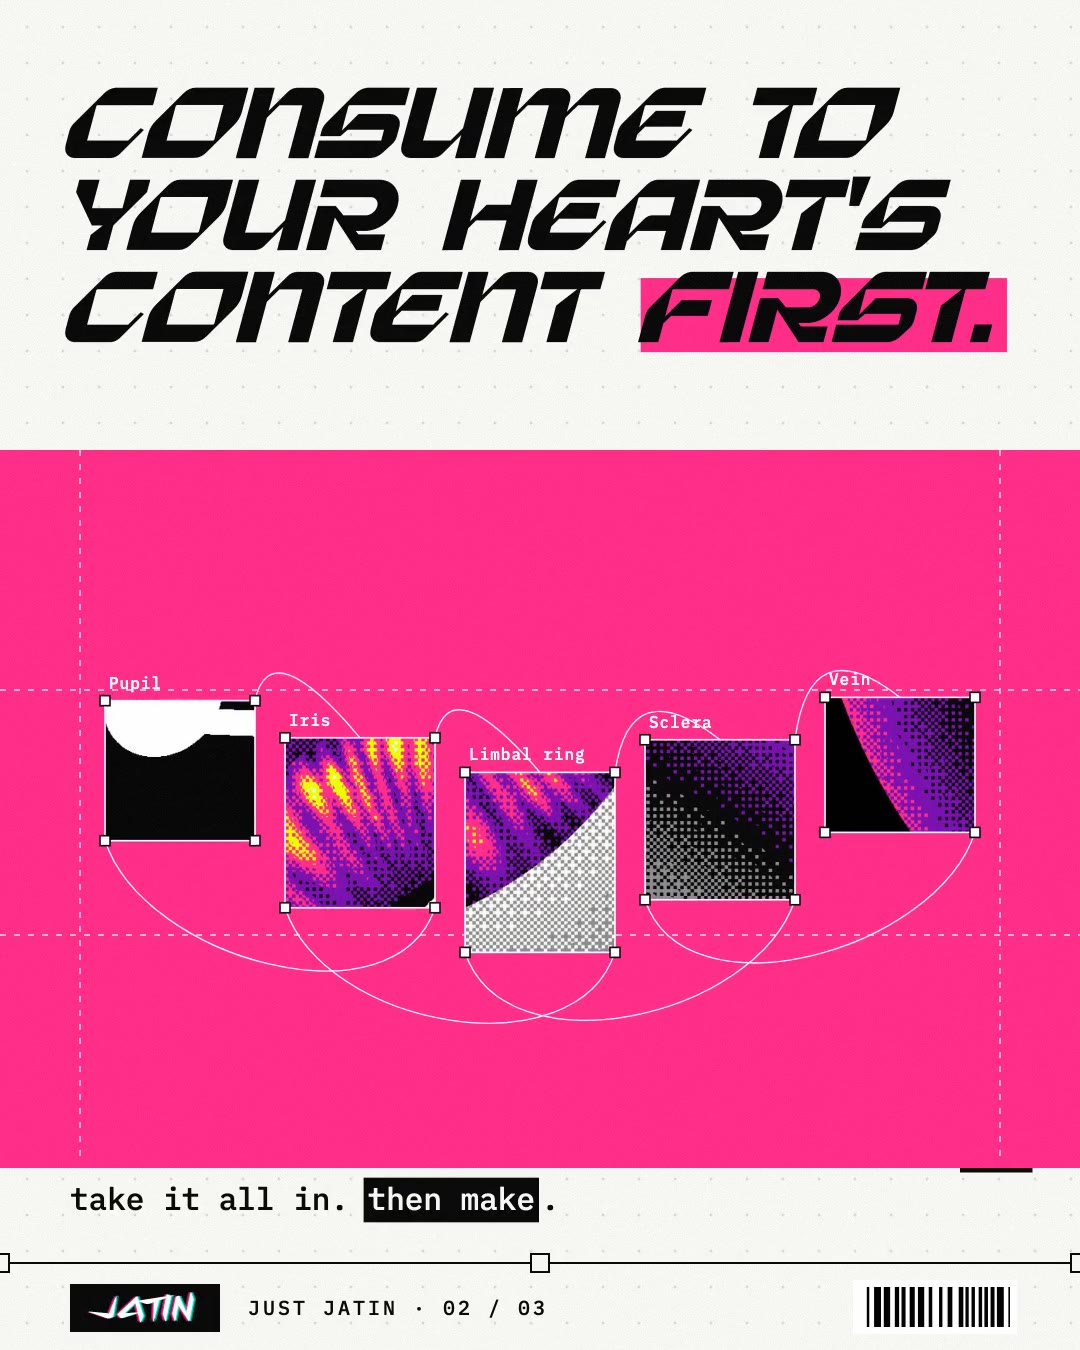 CONSUME TO
YOUR HEART'S
CONTENT FIRST.
Pupil
Iris
Limbal ring
Sclera
Vein
take it all in. then make.
JATIN
JUST JATIN · 02 / 03